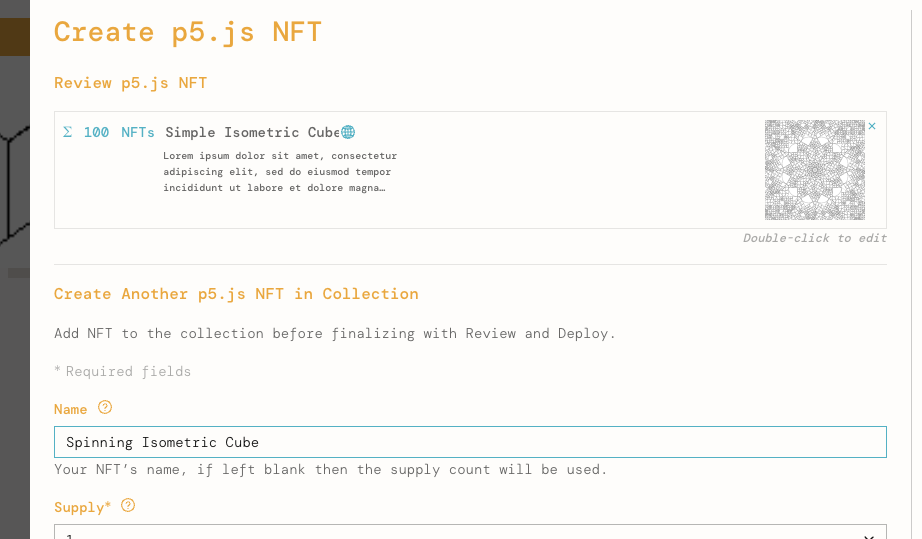 Create p5.js NFT
Review p5.js NFT
Σ 100 NFTs Simple Isometric Cube
Lorem ipsum dolor sit amet, consectetur
adipiscing elit, sed do eiusmod tempor
incididunt ut labore et dolore magna…
×
Double-click to edit
Create Another p5.js NFT in Collection
Add NFT to the collection before finalizing with Review and Deploy.
* Required fields
Name ?
Spinning Isometric Cube
Your NFT's name, if left blank then the supply count will be used.
Supply* ?
1